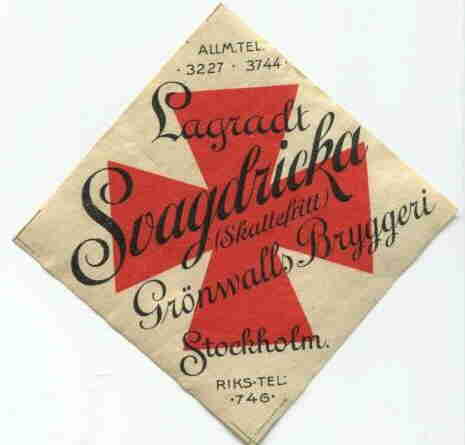 ALLM.TEL.
·3227 · 3744·
Lagradt
Svagdricka
(Skattefritt)
Grönwalls Bryggeri
Stockholm.
RIKS-TEL:
·746·